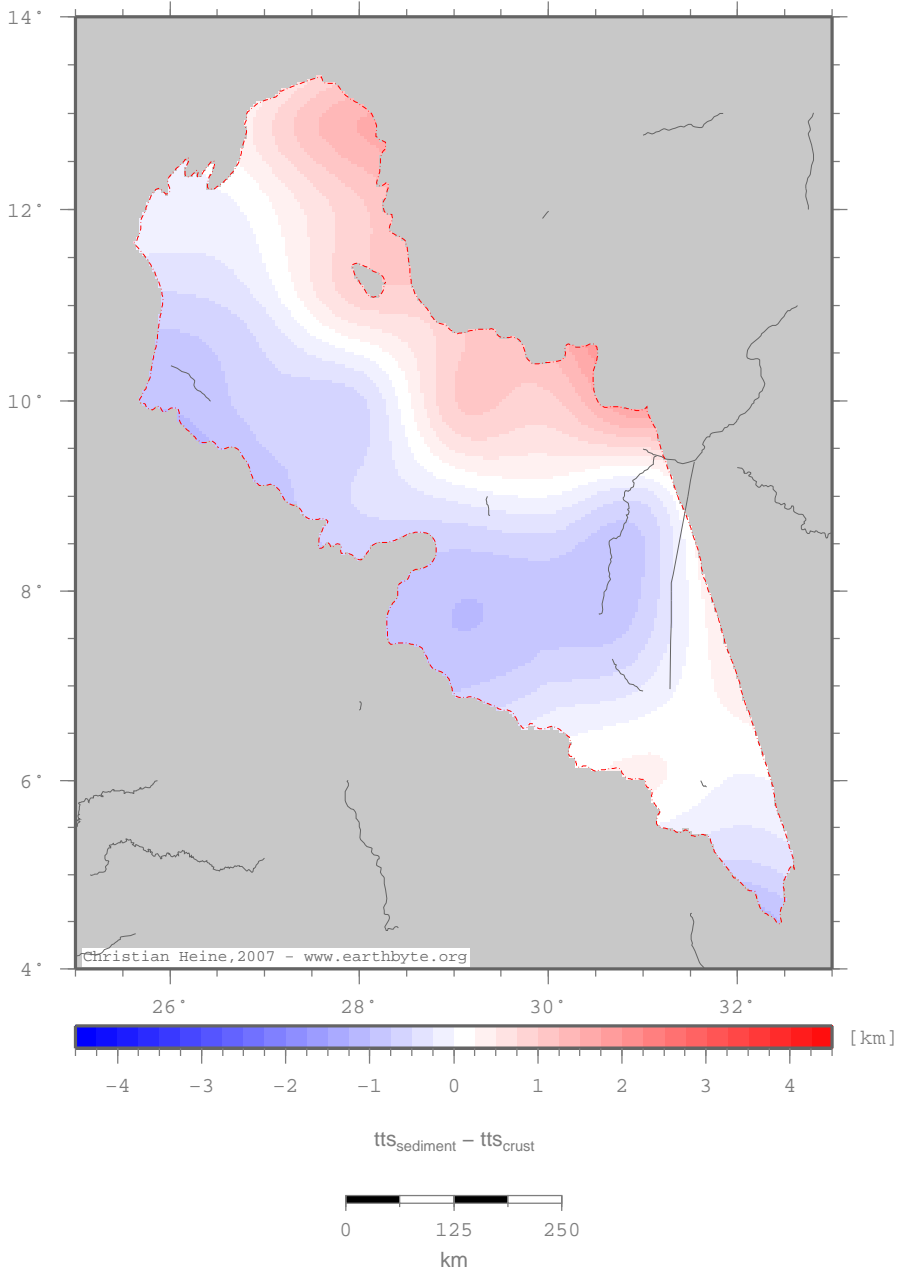 14°
12°
10°
8°
6°
4°
Christian Heine,2007 – www.earthbyte.org
26° 28° 30° 32°
[km]
−4 −3 −2 −1 0 1 2 3 4
tts_sediment − tts_crust
0 125 250
km